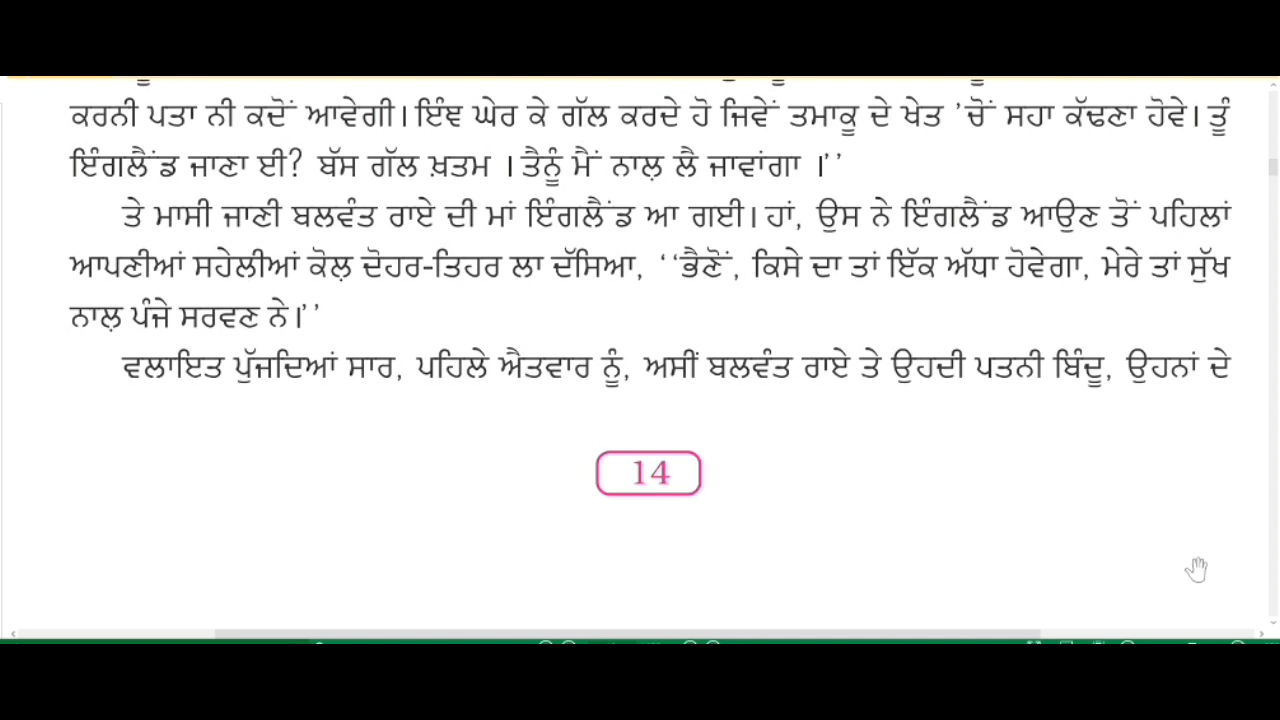 ਕਰਨੀ ਪਤਾ ਨੀ ਕਦੋਂ ਆਵੇਗੀ। ਇੰਞ ਘੇਰ ਕੇ ਗੱਲ ਕਰਦੇ ਹੋ ਜਿਵੇਂ ਤਮਾਕੂ ਦੇ ਖੇਤ ’ਚੋਂ ਸਹਾ ਕੱਢਣਾ ਹੋਵੇ। ਤੂੰ
ਇੰਗਲੈਂਡ ਜਾਣਾ ਈ? ਬੱਸ ਗੱਲ ਖ਼ਤਮ । ਤੈਨੂੰ ਮੈਂ ਨਾਲ਼ ਲੈ ਜਾਵਾਂਗਾ ।’’
ਤੇ ਮਾਸੀ ਜਾਣੀ ਬਲਵੰਤ ਰਾਏ ਦੀ ਮਾਂ ਇੰਗਲੈਂਡ ਆ ਗਈ। ਹਾਂ, ਉਸ ਨੇ ਇੰਗਲੈਂਡ ਆਉਣ ਤੋਂ ਪਹਿਲਾਂ
ਆਪਣੀਆਂ ਸਹੇਲੀਆਂ ਕੋਲ਼ ਦੋਹਰ-ਤਿਹਰ ਲਾ ਦੱਸਿਆ, ‘‘ਭੈਣੋਂ, ਕਿਸੇ ਦਾ ਤਾਂ ਇੱਕ ਅੱਧਾ ਹੋਵੇਗਾ, ਮੇਰੇ ਤਾਂ ਸੁੱਖ
ਨਾਲ਼ ਪੰਜੇ ਸਰਵਣ ਨੇ।’’
ਵਲਾਇਤ ਪੁੱਜਦਿਆਂ ਸਾਰ, ਪਹਿਲੇ ਐਤਵਾਰ ਨੂੰ, ਅਸੀਂ ਬਲਵੰਤ ਰਾਏ ਤੇ ਉਹਦੀ ਪਤਨੀ ਬਿੰਦੂ, ਉਹਨਾਂ ਦੇ
14